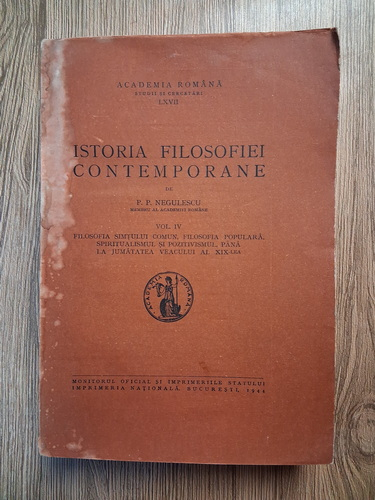 ACADEMIA ROMÂNĂ
STUDII ȘI CERCETĂRI
LXVII
ISTORIA FILOSOFIEI
CONTEMPORANE
DE
P. P. NEGULESCU
MEMBRU AL ACADEMIEI ROMÂNE
VOL IV
FILOSOFIA SIMȚULUI COMUN, FILOSOFIA POPULARĂ,
SPIRITUALISMUL ȘI POZITIVISMUL, PÂNĂ
LA JUMĂTATEA VEACULUI AL XIX-LEA
ACADEMIA ROMANA
MONITORUL OFICIAL ȘI IMPRIMERIILE STATULUI
IMPRIMERIA NAȚIONALĂ, BUCUREȘTI,